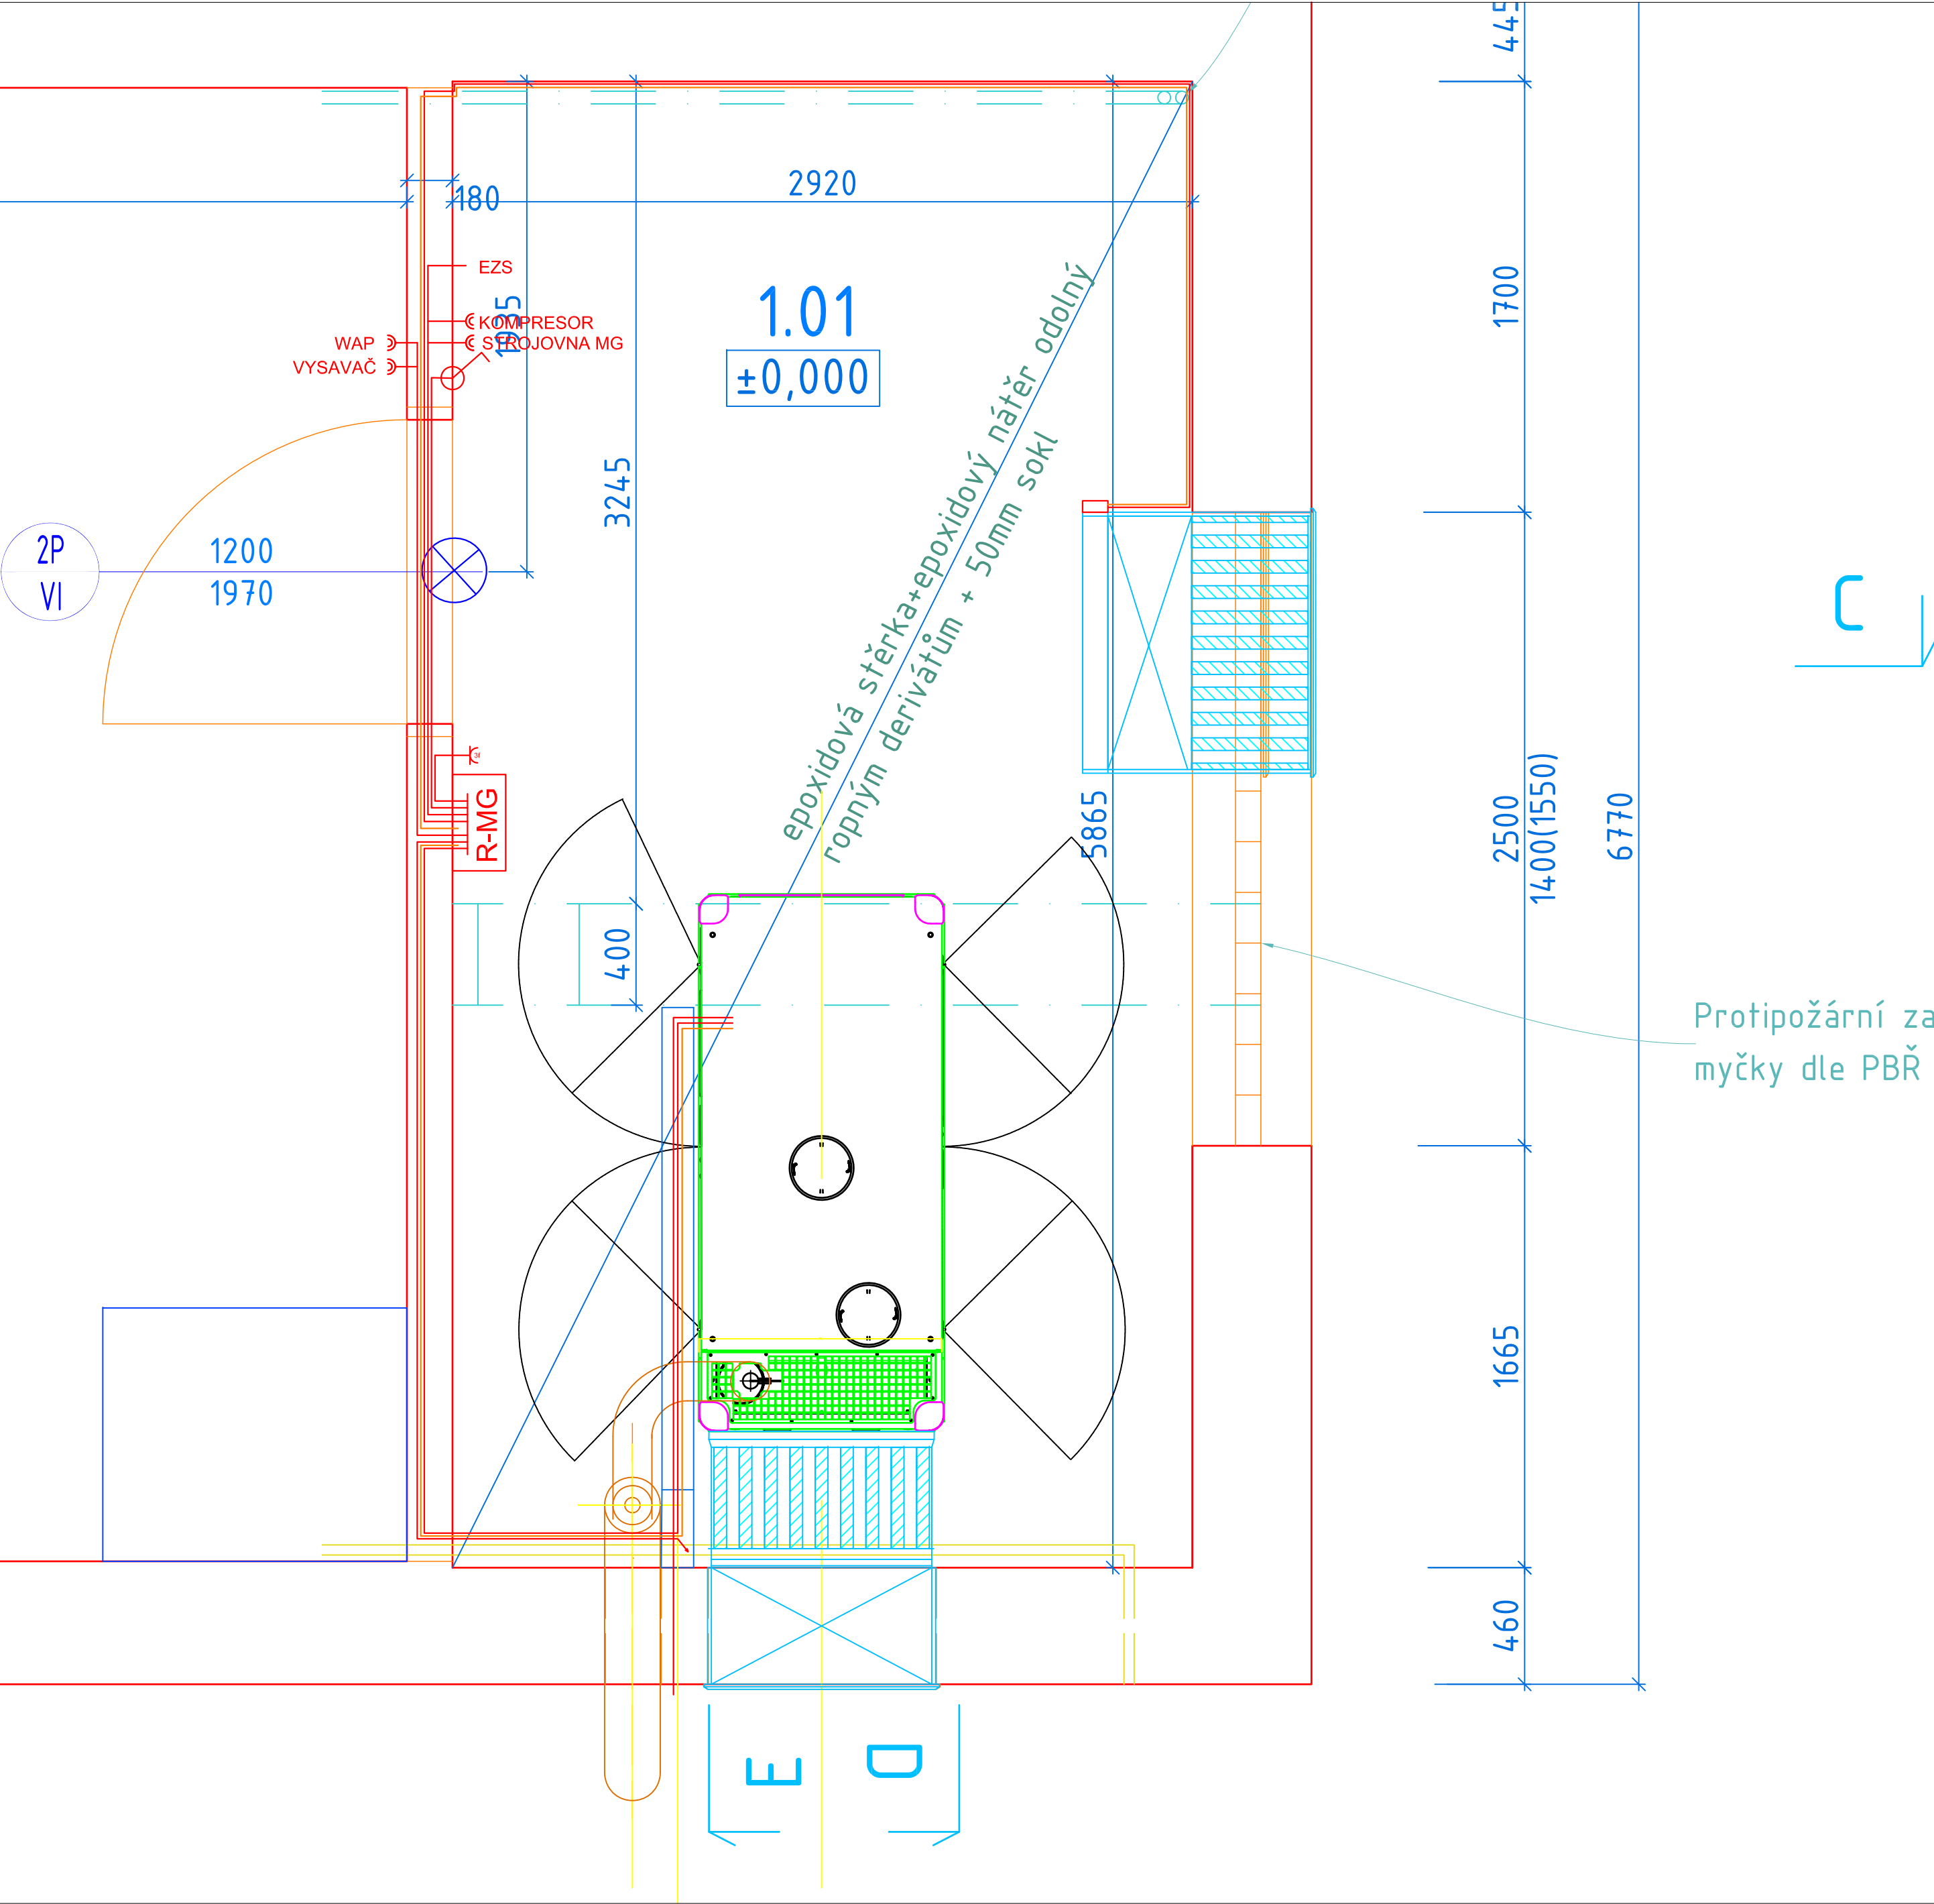 445
180
2920
EZS
1935
KOMPRESOR
WAP
STROJOVNA MG
VYSAVAČ
1.01
±0,000
1700
3245
2P
VI
1200
1970
epoxidová stěrka+epoxidový nátěr odolný
ropným derivátům + 50mm sokl
C
R-MG
5865
2500
1400(1550)
6770
400
Protipožární
myčky dle PBŘ
1665
460
E
D